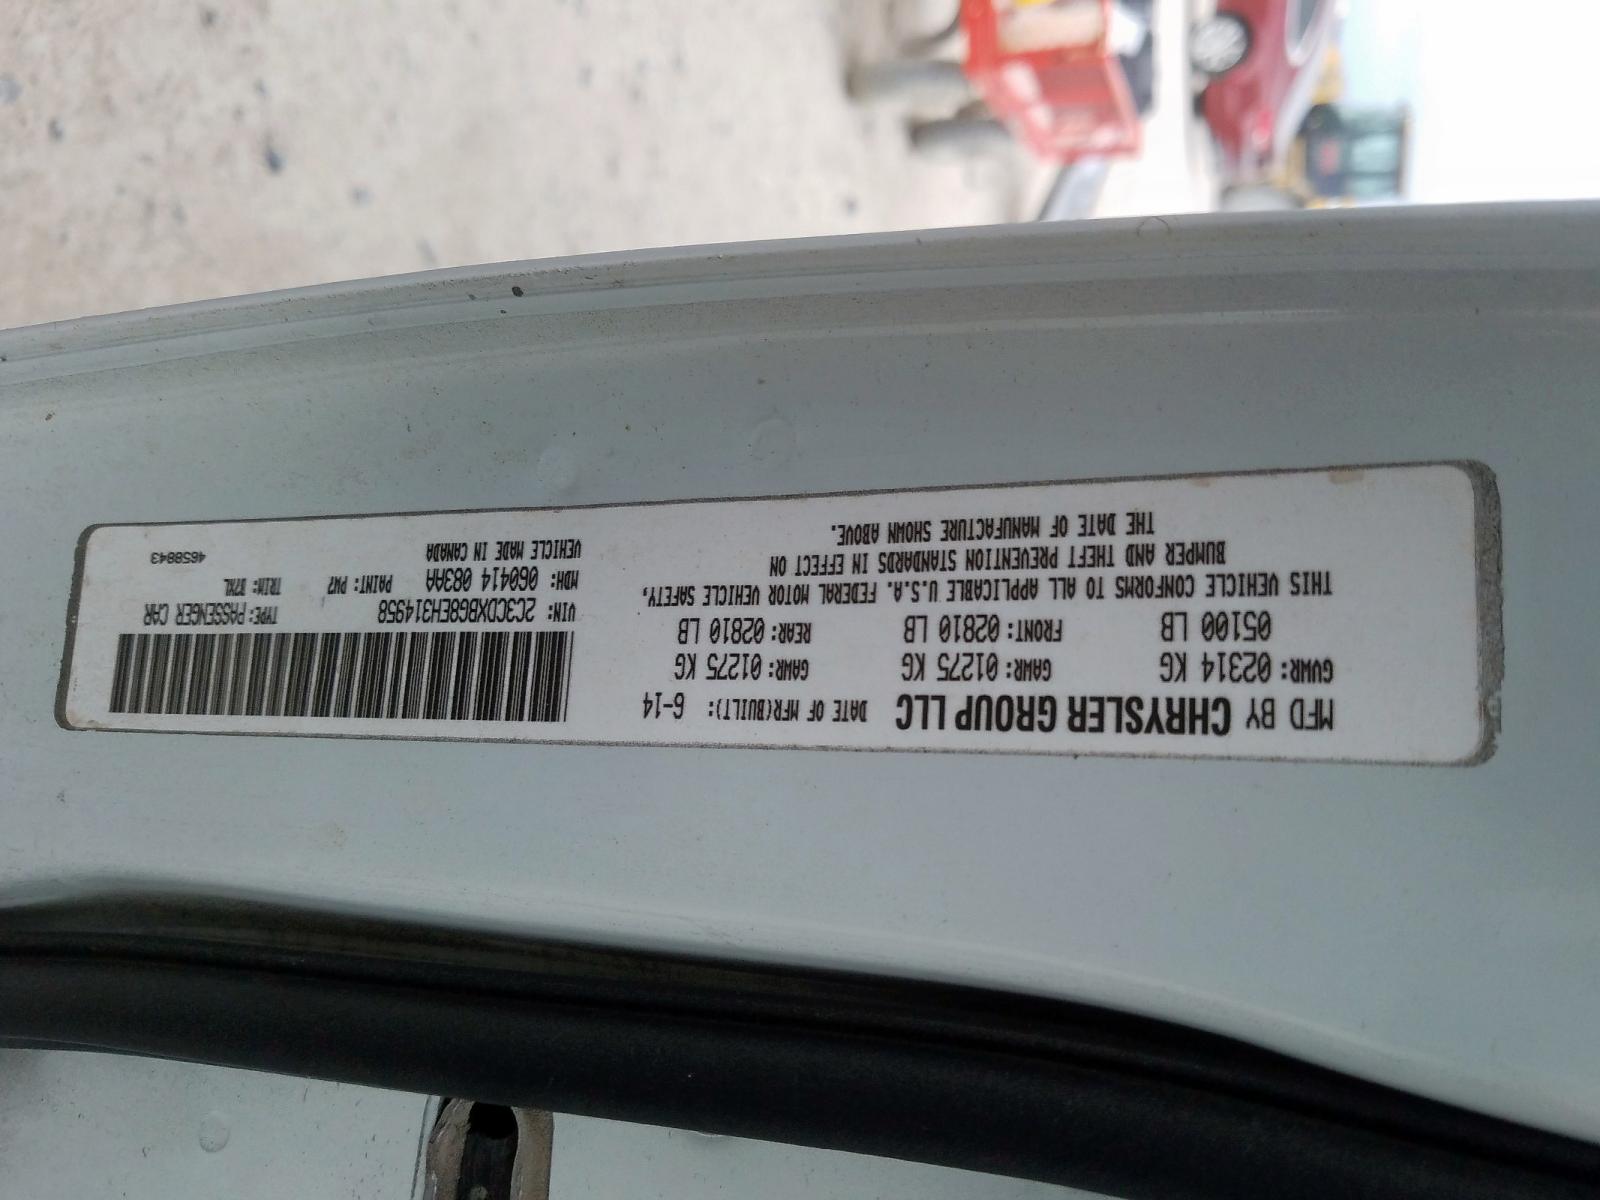 MFD BY CHRYSLER GROUP LLC DATE OF MFR(BUILT): 6-14
GVWR: 02314 KG GAWR: 01275 KG GAWR: 01275 KG
05100 LB FRONT: 02810 LB REAR: 02810 LB
THIS VEHICLE CONFORMS TO ALL APPLICABLE U.S.A. FEDERAL MOTOR VEHICLE SAFETY,
BUMPER AND THEFT PREVENTION STANDARDS IN EFFECT ON
THE DATE OF MANUFACTURE SHOWN ABOVE.
VIN: 2C3CDXBG8EH314958 TYPE: PASSENGER CAR
MDH: 060414 083AA PAINT: PW7 TRIM: B7XL
VEHICLE MADE IN CANADA 4658843